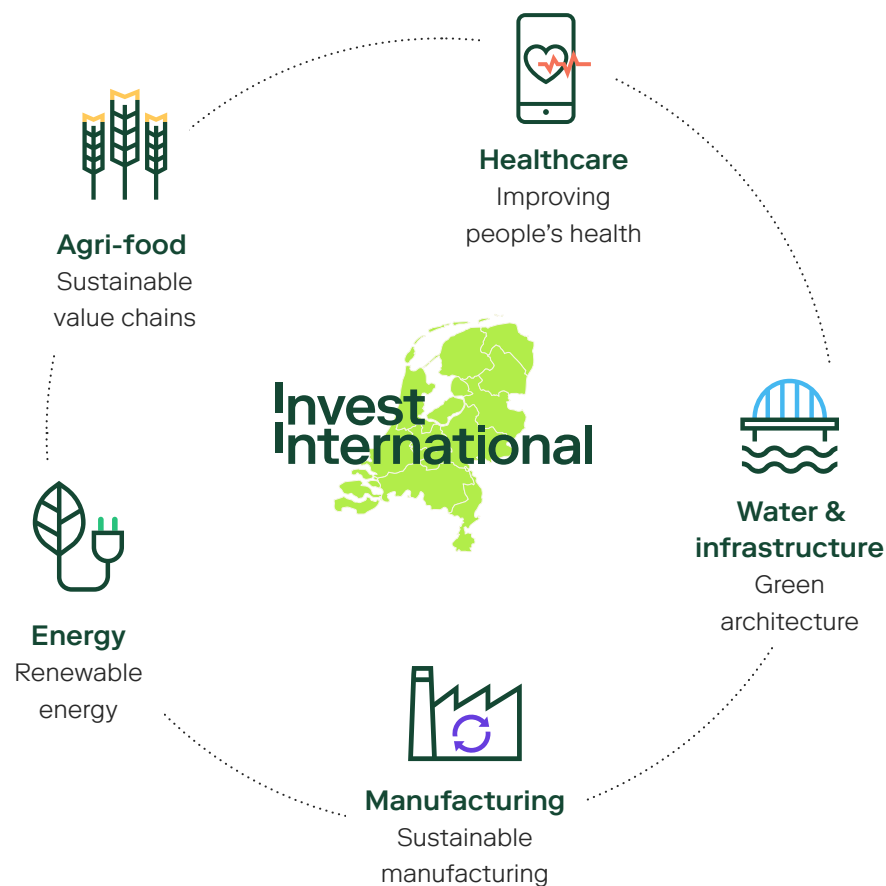 Healthcare
Improving
people's health
Agri-food
Sustainable
value chains
Invest
International
Water &
infrastructure
Green
architecture
Energy
Renewable
energy
Manufacturing
Sustainable
manufacturing